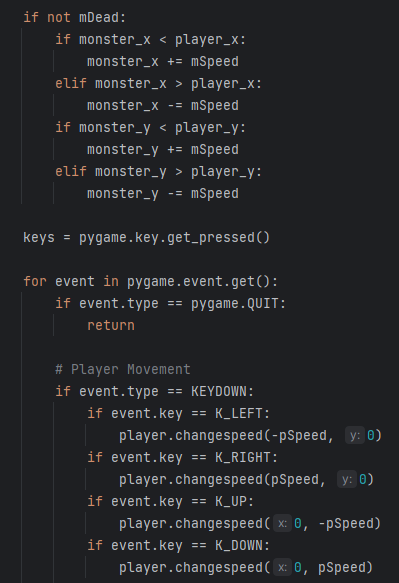 if not mDead:
if monster_x < player_x:
monster_x += mSpeed
elif monster_x > player_x:
monster_x -= mSpeed
if monster_y < player_y:
monster_y += mSpeed
elif monster_y > player_y:
monster_y -= mSpeed
keys = pygame.key.get_pressed()
for event in pygame.event.get():
if event.type == pygame.QUIT:
return
# Player Movement
if event.type == KEYDOWN:
if event.key == K_LEFT:
player.changespeed(-pSpeed, y: 0)
if event.key == K_RIGHT:
player.changespeed(pSpeed, y: 0)
if event.key == K_UP:
player.changespeed( x: 0, -pSpeed)
if event.key == K_DOWN:
player.changespeed( x: 0, pSpeed)